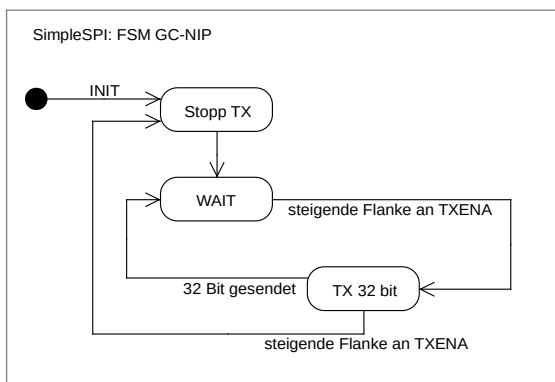 SimpleSPI: FSM GC-NIP
INIT
Stopp TX
WAIT
steigende Flanke an TXENA
32 Bit gesendet
TX 32 bit
steigende Flanke an TXENA